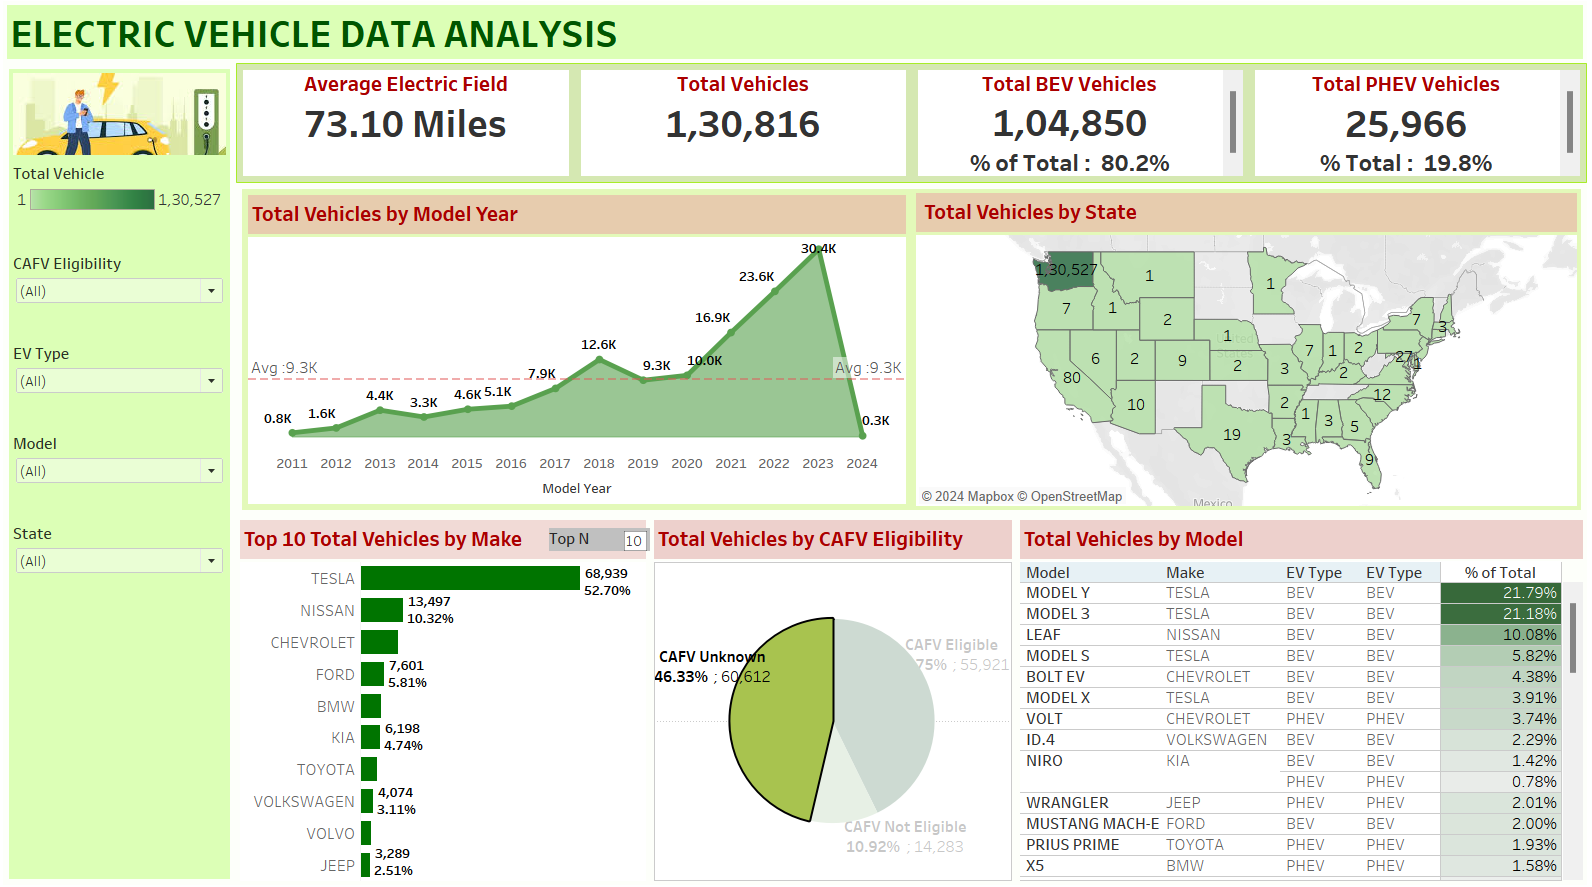 ELECTRIC VEHICLE DATA ANALYSIS
Average Electric Field
73.10 Miles
Total Vehicles
1,30,816
Total BEV Vehicles
1,04,850
% of Total : 80.2%
Total PHEV Vehicles
25,966
% Total : 19.8%
Total Vehicle
1 1,30,527
CAFV Eligibility
(All)
EV Type
(All)
Model
(All)
State
(All)
Total Vehicles by Model Year
30.4K
23.6K
16.9K
12.6K
10.0K
9.3K
7.9K
5.1K
4.6K
3.3K
4.4K
1.6K
0.8K
0.3K
Avg :9.3K
Avg :9.3K
2011 2012 2013 2014 2015 2016 2017 2018 2019 2020 2021 2022 2023 2024
Model Year
Total Vehicles by State
1,30,527
1
1
7
1
2
7
3
1
7
1
2
27
1
6
2
9
2
3
2
80
10
2
12
19
3
1
3
5
9
United
States
Mexico
© 2024 Mapbox © OpenStreetMap
Top 10 Total Vehicles by Make
Top N 10
TESLA 68,939
52.70%
NISSAN 13,497
10.32%
CHEVROLET
FORD 7,601
5.81%
BMW
KIA 6,198
4.74%
TOYOTA
VOLKSWAGEN 4,074
3.11%
VOLVO
JEEP 3,289
2.51%
Total Vehicles by CAFV Eligibility
CAFV Unknown
46.33% ; 60,612
CAFV Eligible
75% ; 55,921
CAFV Not Eligible
10.92% ; 14,283
Total Vehicles by Model
Model Make EV Type EV Type % of Total
MODEL Y TESLA BEV BEV 21.79%
MODEL 3 TESLA BEV BEV 21.18%
LEAF NISSAN BEV BEV 10.08%
MODEL S TESLA BEV BEV 5.82%
BOLT EV CHEVROLET BEV BEV 4.38%
MODEL X TESLA BEV BEV 3.91%
VOLT CHEVROLET PHEV PHEV 3.74%
ID.4 VOLKSWAGEN BEV BEV 2.29%
NIRO KIA BEV BEV 1.42%
PHEV PHEV 0.78%
WRANGLER JEEP PHEV PHEV 2.01%
MUSTANG MACH-E FORD BEV BEV 2.00%
PRIUS PRIME TOYOTA PHEV PHEV 1.93%
X5 BMW PHEV PHEV 1.58%